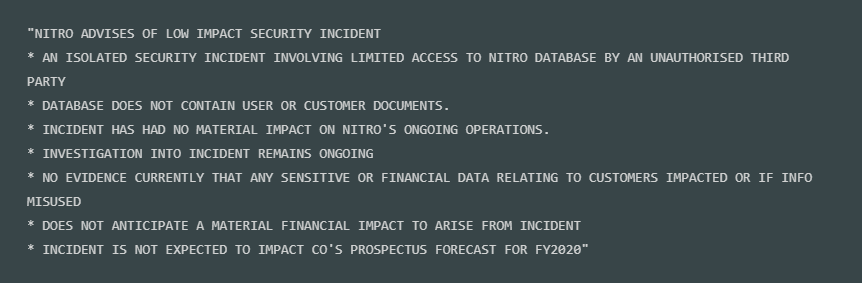 "NITRO ADVISES OF LOW IMPACT SECURITY INCIDENT
* AN ISOLATED SECURITY INCIDENT INVOLVING LIMITED ACCESS TO NITRO DATABASE BY AN UNAUTHORISED THIRD
PARTY
* DATABASE DOES NOT CONTAIN USER OR CUSTOMER DOCUMENTS.
* INCIDENT HAS HAD NO MATERIAL IMPACT ON NITRO'S ONGOING OPERATIONS.
* INVESTIGATION INTO INCIDENT REMAINS ONGOING
* NO EVIDENCE CURRENTLY THAT ANY SENSITIVE OR FINANCIAL DATA RELATING TO CUSTOMERS IMPACTED OR IF INFO
MISUSED
* DOES NOT ANTICIPATE A MATERIAL FINANCIAL IMPACT TO ARISE FROM INCIDENT
* INCIDENT IS NOT EXPECTED TO IMPACT CO'S PROSPECTUS FORECAST FOR FY2020"